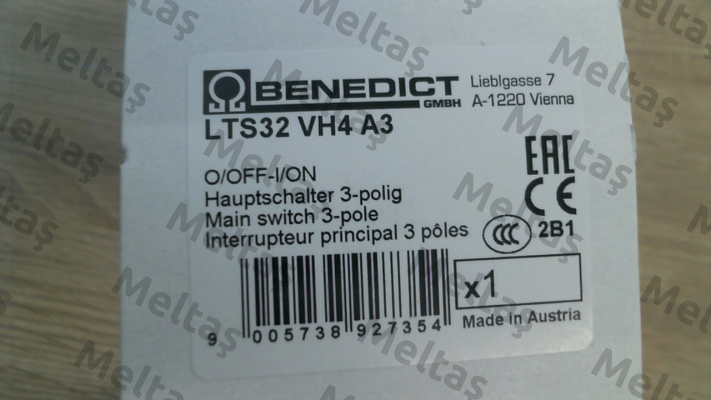 BENEDICT
GMBH
Lieblgasse 7
A-1220 Vienna
LTS32 VH4 A3
EAC
O/OFF-I/ON
Hauptschalter 3-polig
Main switch 3-pole
Interrupteur principal 3 pôles
CE
CCC
2B1
x1
9 005738 927354
Made in Austria
Meltaş